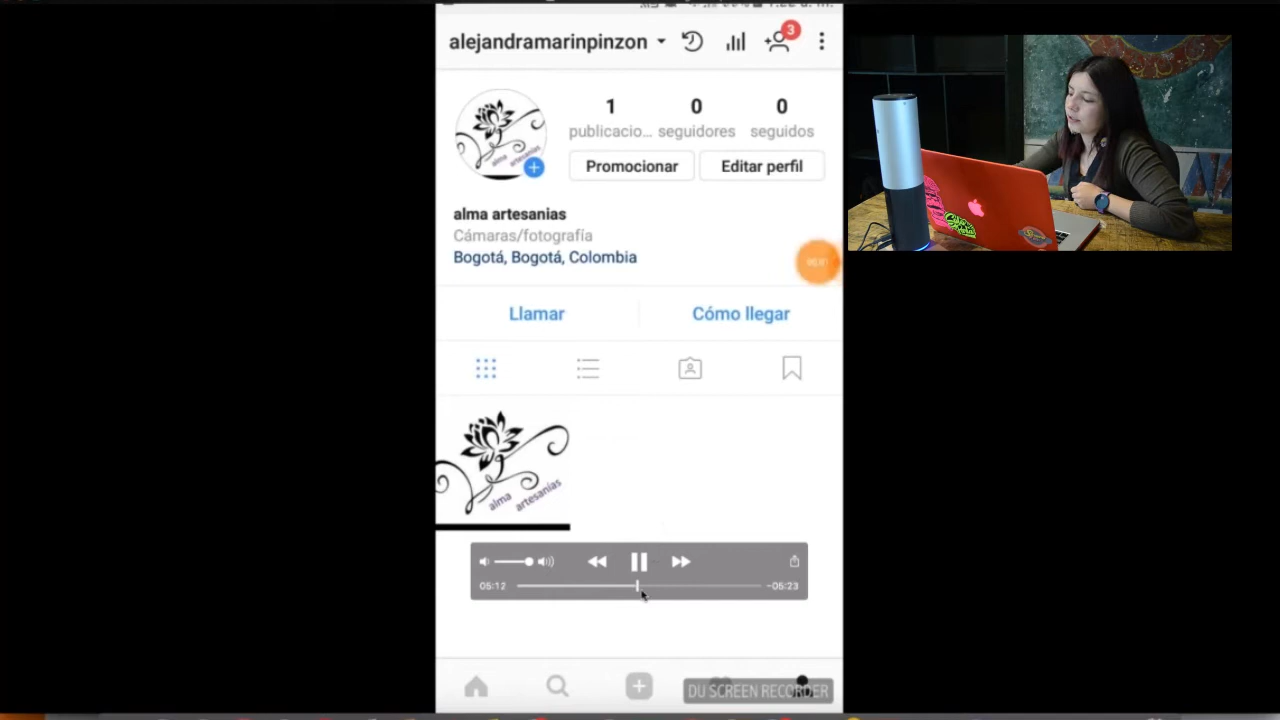 alejandramarinpinzon
3
1 0 0
publicacio... seguidores seguidos
Promocionar Editar perfil
alma artesanias
Cámaras/fotografía
Bogotá, Bogotá, Colombia
Llamar Cómo llegar
alma artesanias
05:12 -05:23
DU SCREEN RECORDER